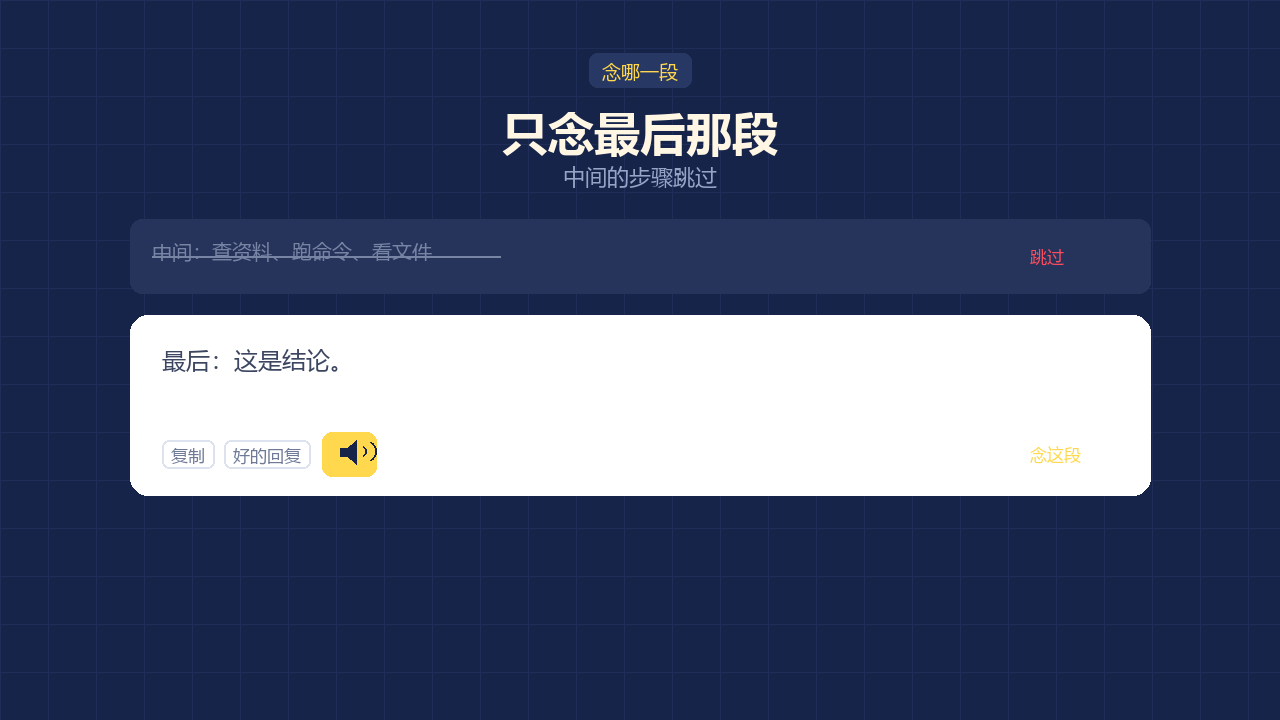 念哪一段
只念最后那段
中间的步骤跳过
中间：查资料、跑命令、看文件
跳过
最后：这是结论。
复制
好的回复
念这段